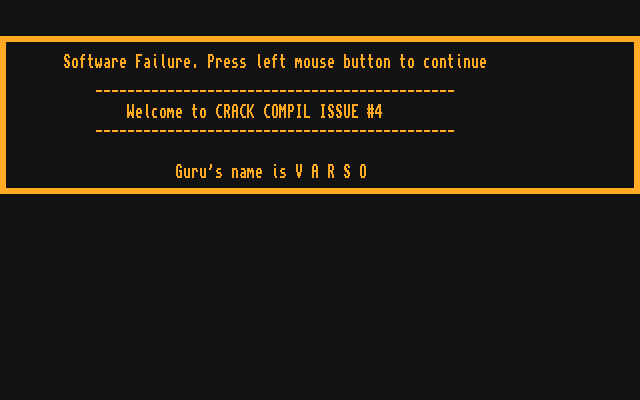 Software Failure. Press left mouse button to continue
---------------------------------------------
Welcome to CRACK COMPIL ISSUE #4
---------------------------------------------
Guru's name is V A R S O